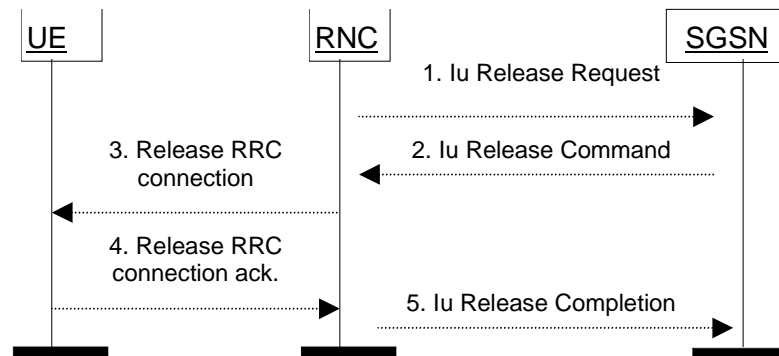 UE
RNC
SGSN
1. Iu Release Request
3. Release RRC
connection
2. Iu Release Command
4. Release RRC
connection ack.
5. Iu Release Completion